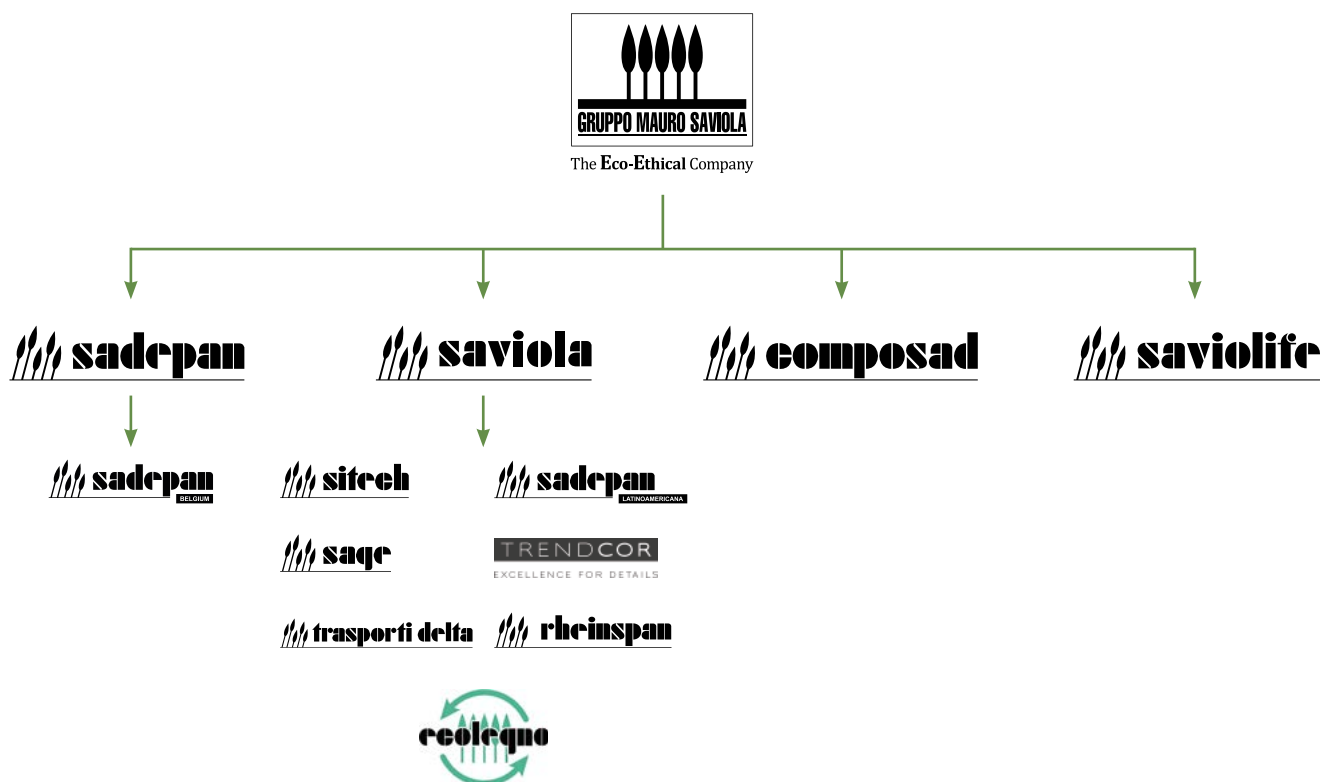 GRUPPO MAURO SAVIOLA
The Eco-Ethical Company
sadepan
saviola
composad
saviolife
sadepan
BELGIUM
sitech
sadepan
LATINOAMERICANA
sage
TRENDCOR
EXCELLENCE FOR DETAILS
trasporti delta
rheinspan
ecolegno